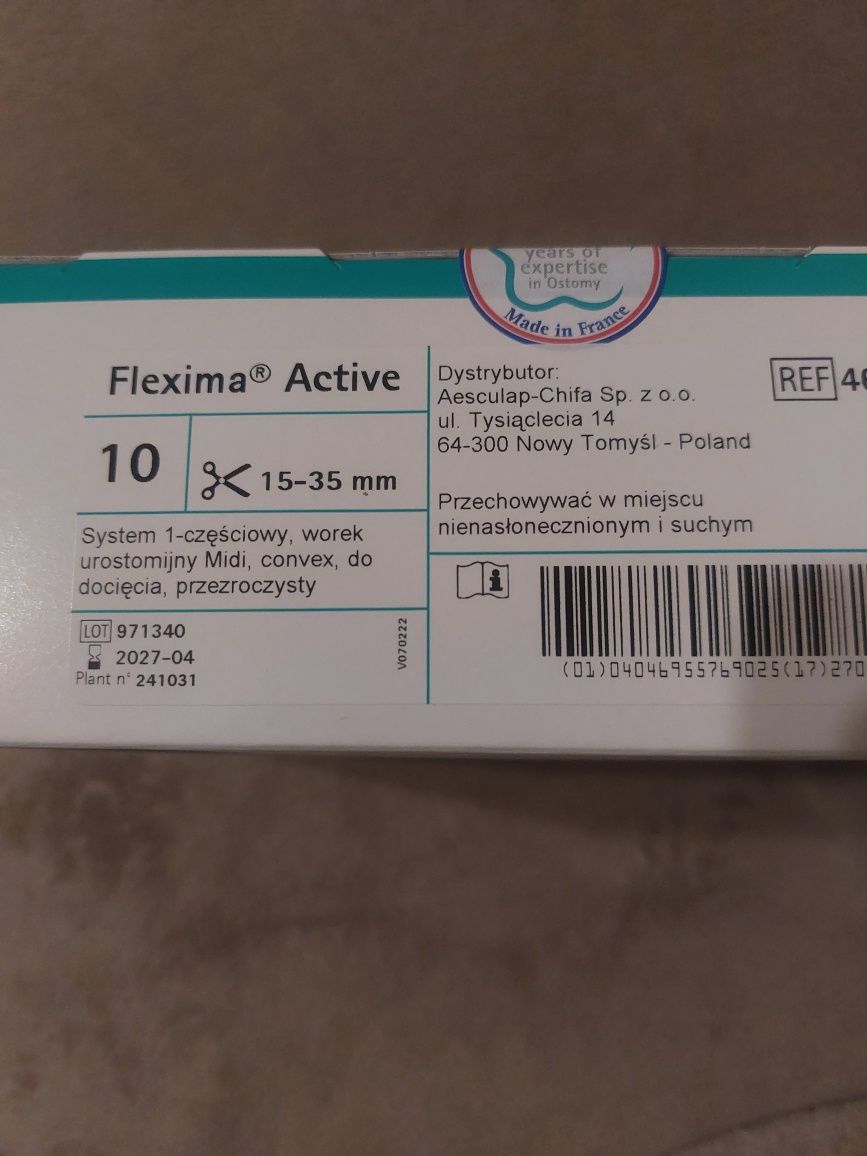 years of
expertise
in Ostomy
Made in France
Flexima® Active
10
15-35 mm
System 1-częściowy, worek
urostomijny Midi, convex, do
docięcia, przezroczysty
LOT 971340
2027-04
Plant n° 241031
V070222
Dystrybutor:
Aesculap-Chifa Sp. z o.o.
ul. Tysiąclecia 14
64-300 Nowy Tomyśl - Poland
Przechowywać w miejscu
nienasłonecznionym i suchym
REF 4
(01)04046955769025(17)270